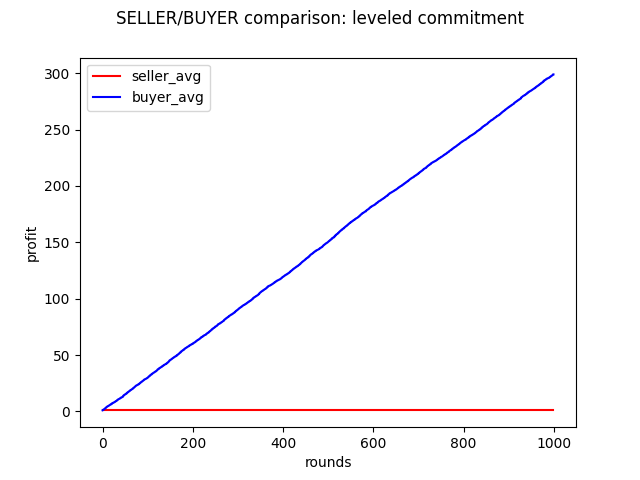 SELLER/BUYER comparison: leveled commitment
seller_avg
buyer_avg
300
250
200
150
100
50
0
profit
0 200 400 600 800 1000
rounds